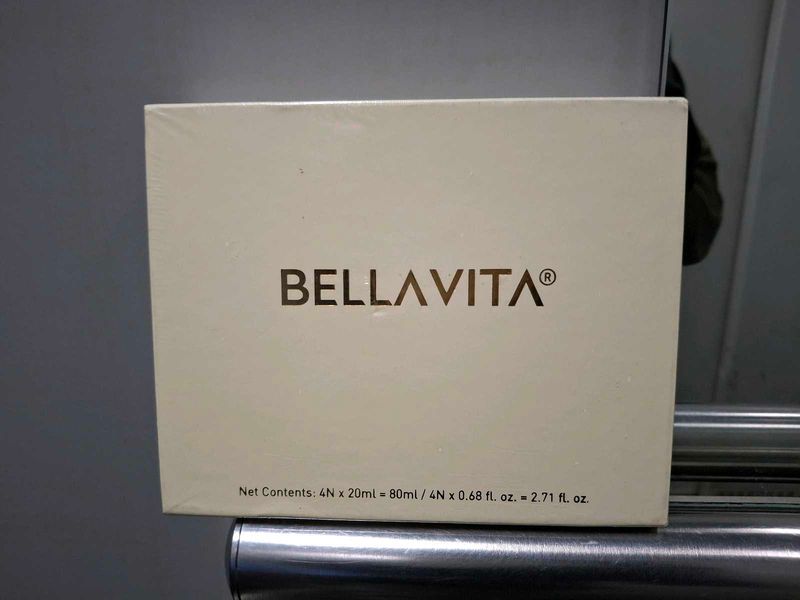 BELLAVITA®
Net Contents: 4N x 20ml = 80ml / 4N x 0.68 fl. oz. = 2.71 fl. oz.